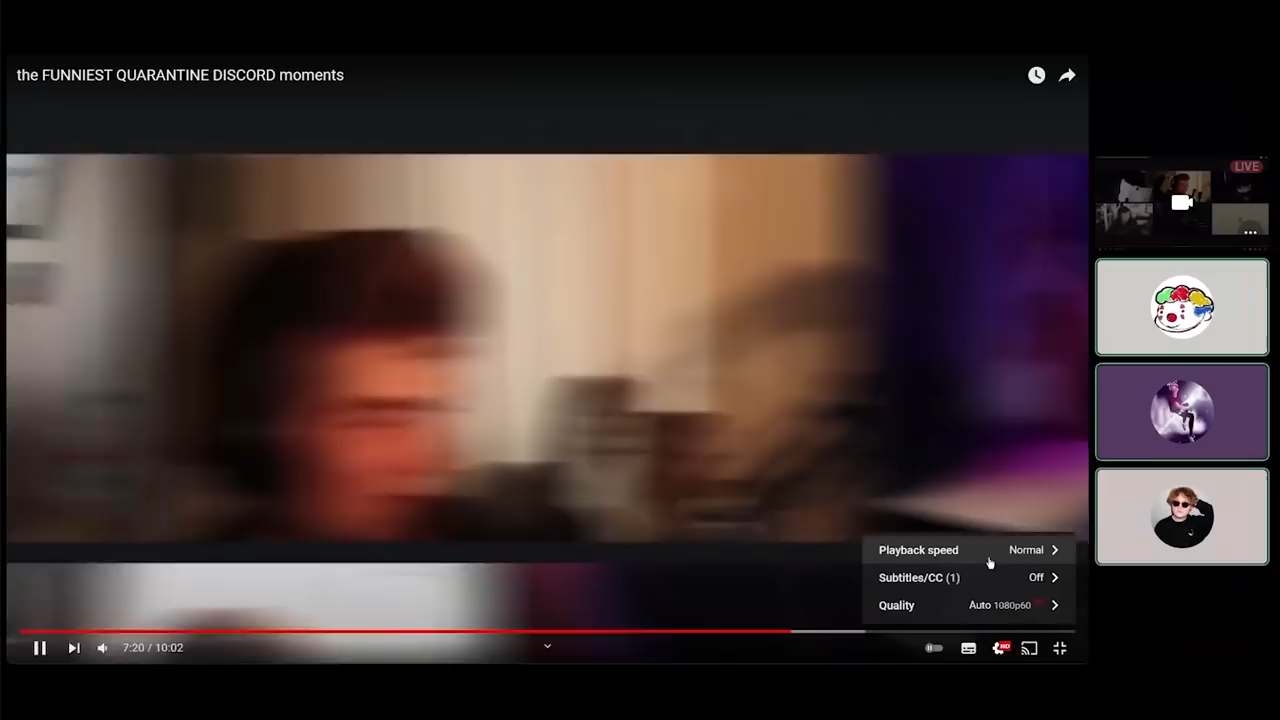 the FUNNIEST QUARANTINE DISCORD moments
LIVE
Playback speed Normal
Subtitles/CC (1) Off
Quality Auto 1080p60
7:20 / 10:02
HD